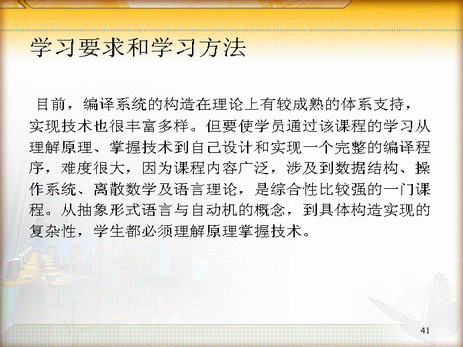 学习要求和学习方法
目前，编译系统的构造在理论上有较成熟的体系支持，
实现技术也很丰富多样。但要使学员通过该课程的学习从
理解原理、掌握技术到自己设计和实现一个完整的编译程
序，难度很大，因为课程内容广泛，涉及到数据结构、操
作系统、离散数学及语言理论，是综合性比较强的一门课
程。从抽象形式语言与自动机的概念，到具体构造实现的
复杂性，学生都必须理解原理掌握技术。
41